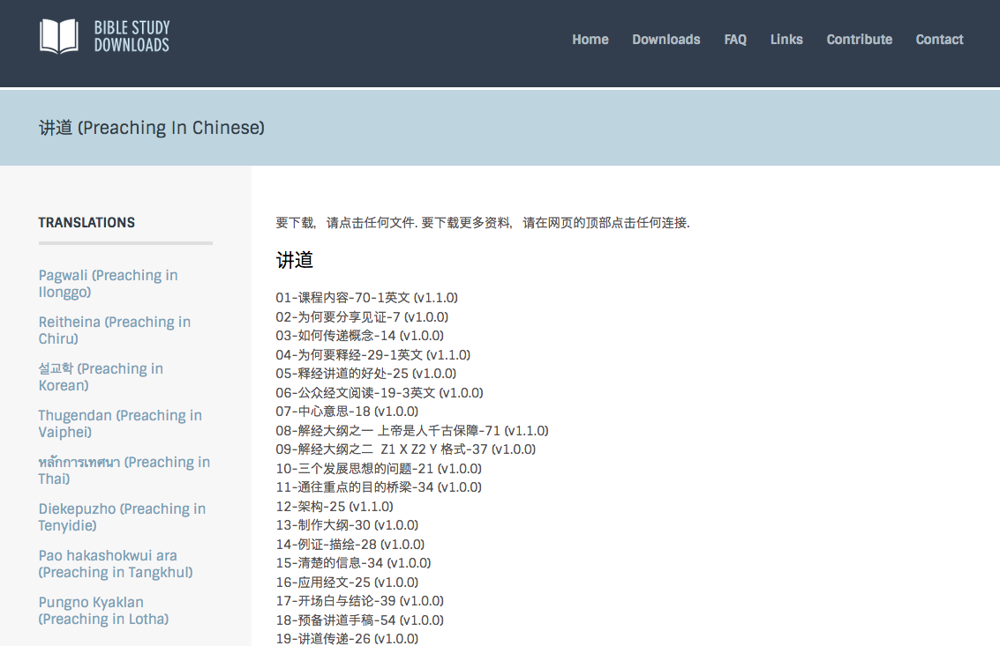 BIBLE STUDY
DOWNLOADS
Home Downloads FAQ Links Contribute Contact
讲道 (Preaching In Chinese)
TRANSLATIONS
Pagwali (Preaching in
Ilonggo)
Reitheina (Preaching in
Chiru)
설교학 (Preaching in
Korean)
Thugendan (Preaching in
Vaiphei)
หลักการเทศนา (Preaching in
Thai)
Diekepuzho (Preaching in
Tenyidie)
Pao hakashokwui ara
(Preaching in Tangkhul)
Pungno Kyaklan
(Preaching in Lotha)
要下载, 请点击任何文件. 要下载更多资料, 请在网页的顶部点击任何连接.
讲道
01-课程内容-70-1英文 (v1.1.0)
02-为何要分享见证-7 (v1.0.0)
03-如何传递概念-14 (v1.0.0)
04-为何要释经-29-1英文 (v1.1.0)
05-释经讲道的好处-25 (v1.0.0)
06-公众经文阅读-19-3英文 (v1.0.0)
07-中心意思-18 (v1.0.0)
08-解经大纲之一 上帝是人千古保障-71 (v1.1.0)
09-解经大纲之二 Z1 X Z2 Y 格式-37 (v1.0.0)
10-三个发展思想的问题-21 (v1.0.0)
11-通往重点的目的桥梁-34 (v1.0.0)
12-架构-25 (v1.1.0)
13-制作大纲-30 (v1.0.0)
14-例证-描绘-28 (v1.0.0)
15-清楚的信息-34 (v1.0.0)
16-应用经文-25 (v1.0.0)
17-开场白与结论-39 (v1.0.0)
18-预备讲道手稿-54 (v1.0.0)
19-讲道传递-26 (v1.0.0)